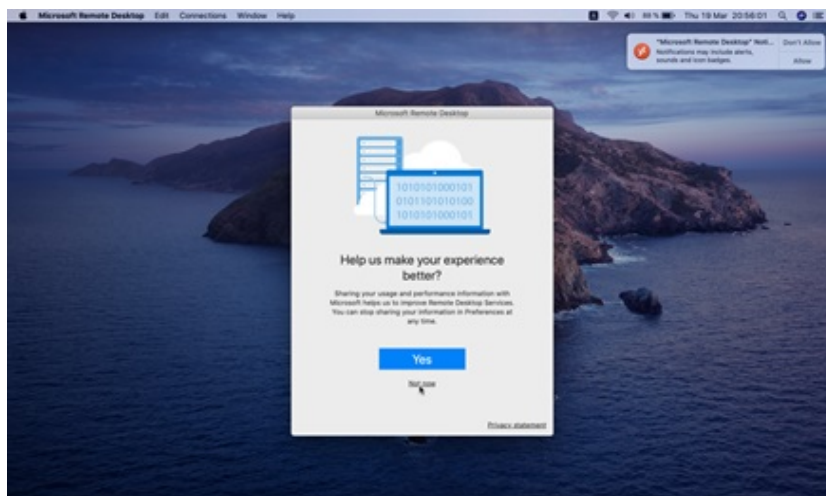 Microsoft Remote Desktop Edit Connections Window Help
Thu 19 Mar 20:56:01
"Microsoft Remote Desktop" Noti... Don't Allow
Notifications may include alerts,
sounds and icon badges. Allow
Microsoft Remote Desktop
1010101000101
0101101010100
1010101000101
Help us make your experience
better?
Sharing your usage and performance information with
Microsoft helps us to improve Remote Desktop Services.
You can stop sharing your information in Preferences at
any time.
Yes
Not now
Privacy statement